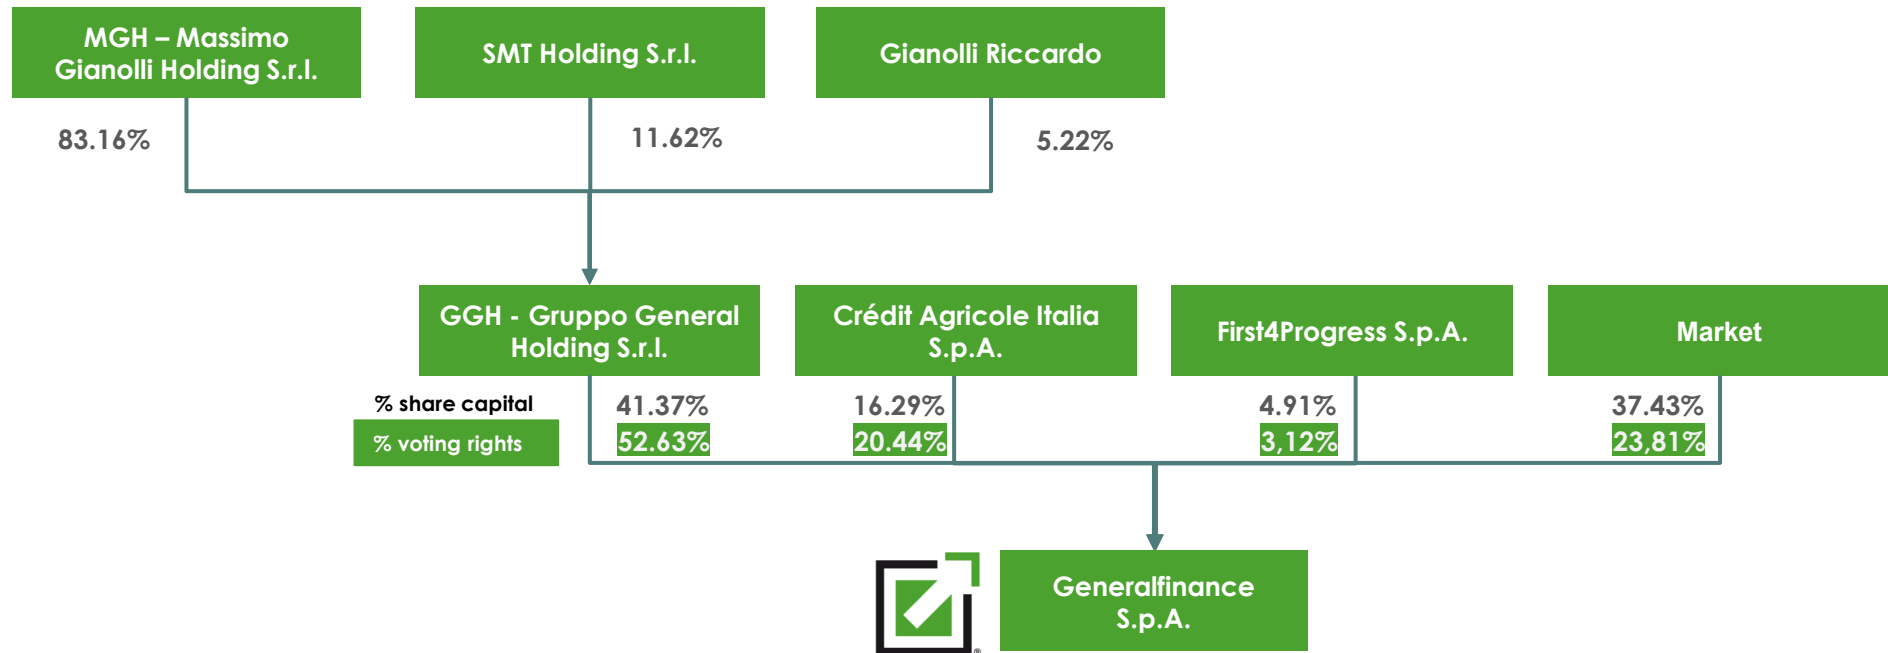 MGH – Massimo
Gianolli Holding S.r.l.
SMT Holding S.r.l.
Gianolli Riccardo
83.16%
11.62%
5.22%
GGH - Gruppo General
Holding S.r.l.
Crédit Agricole Italia
S.p.A.
First4Progress S.p.A.
Market
% share capital
41.37%
16.29%
4.91%
37.43%
% voting rights
52.63%
20.44%
3,12%
23,81%
Generalfinance
S.p.A.
®